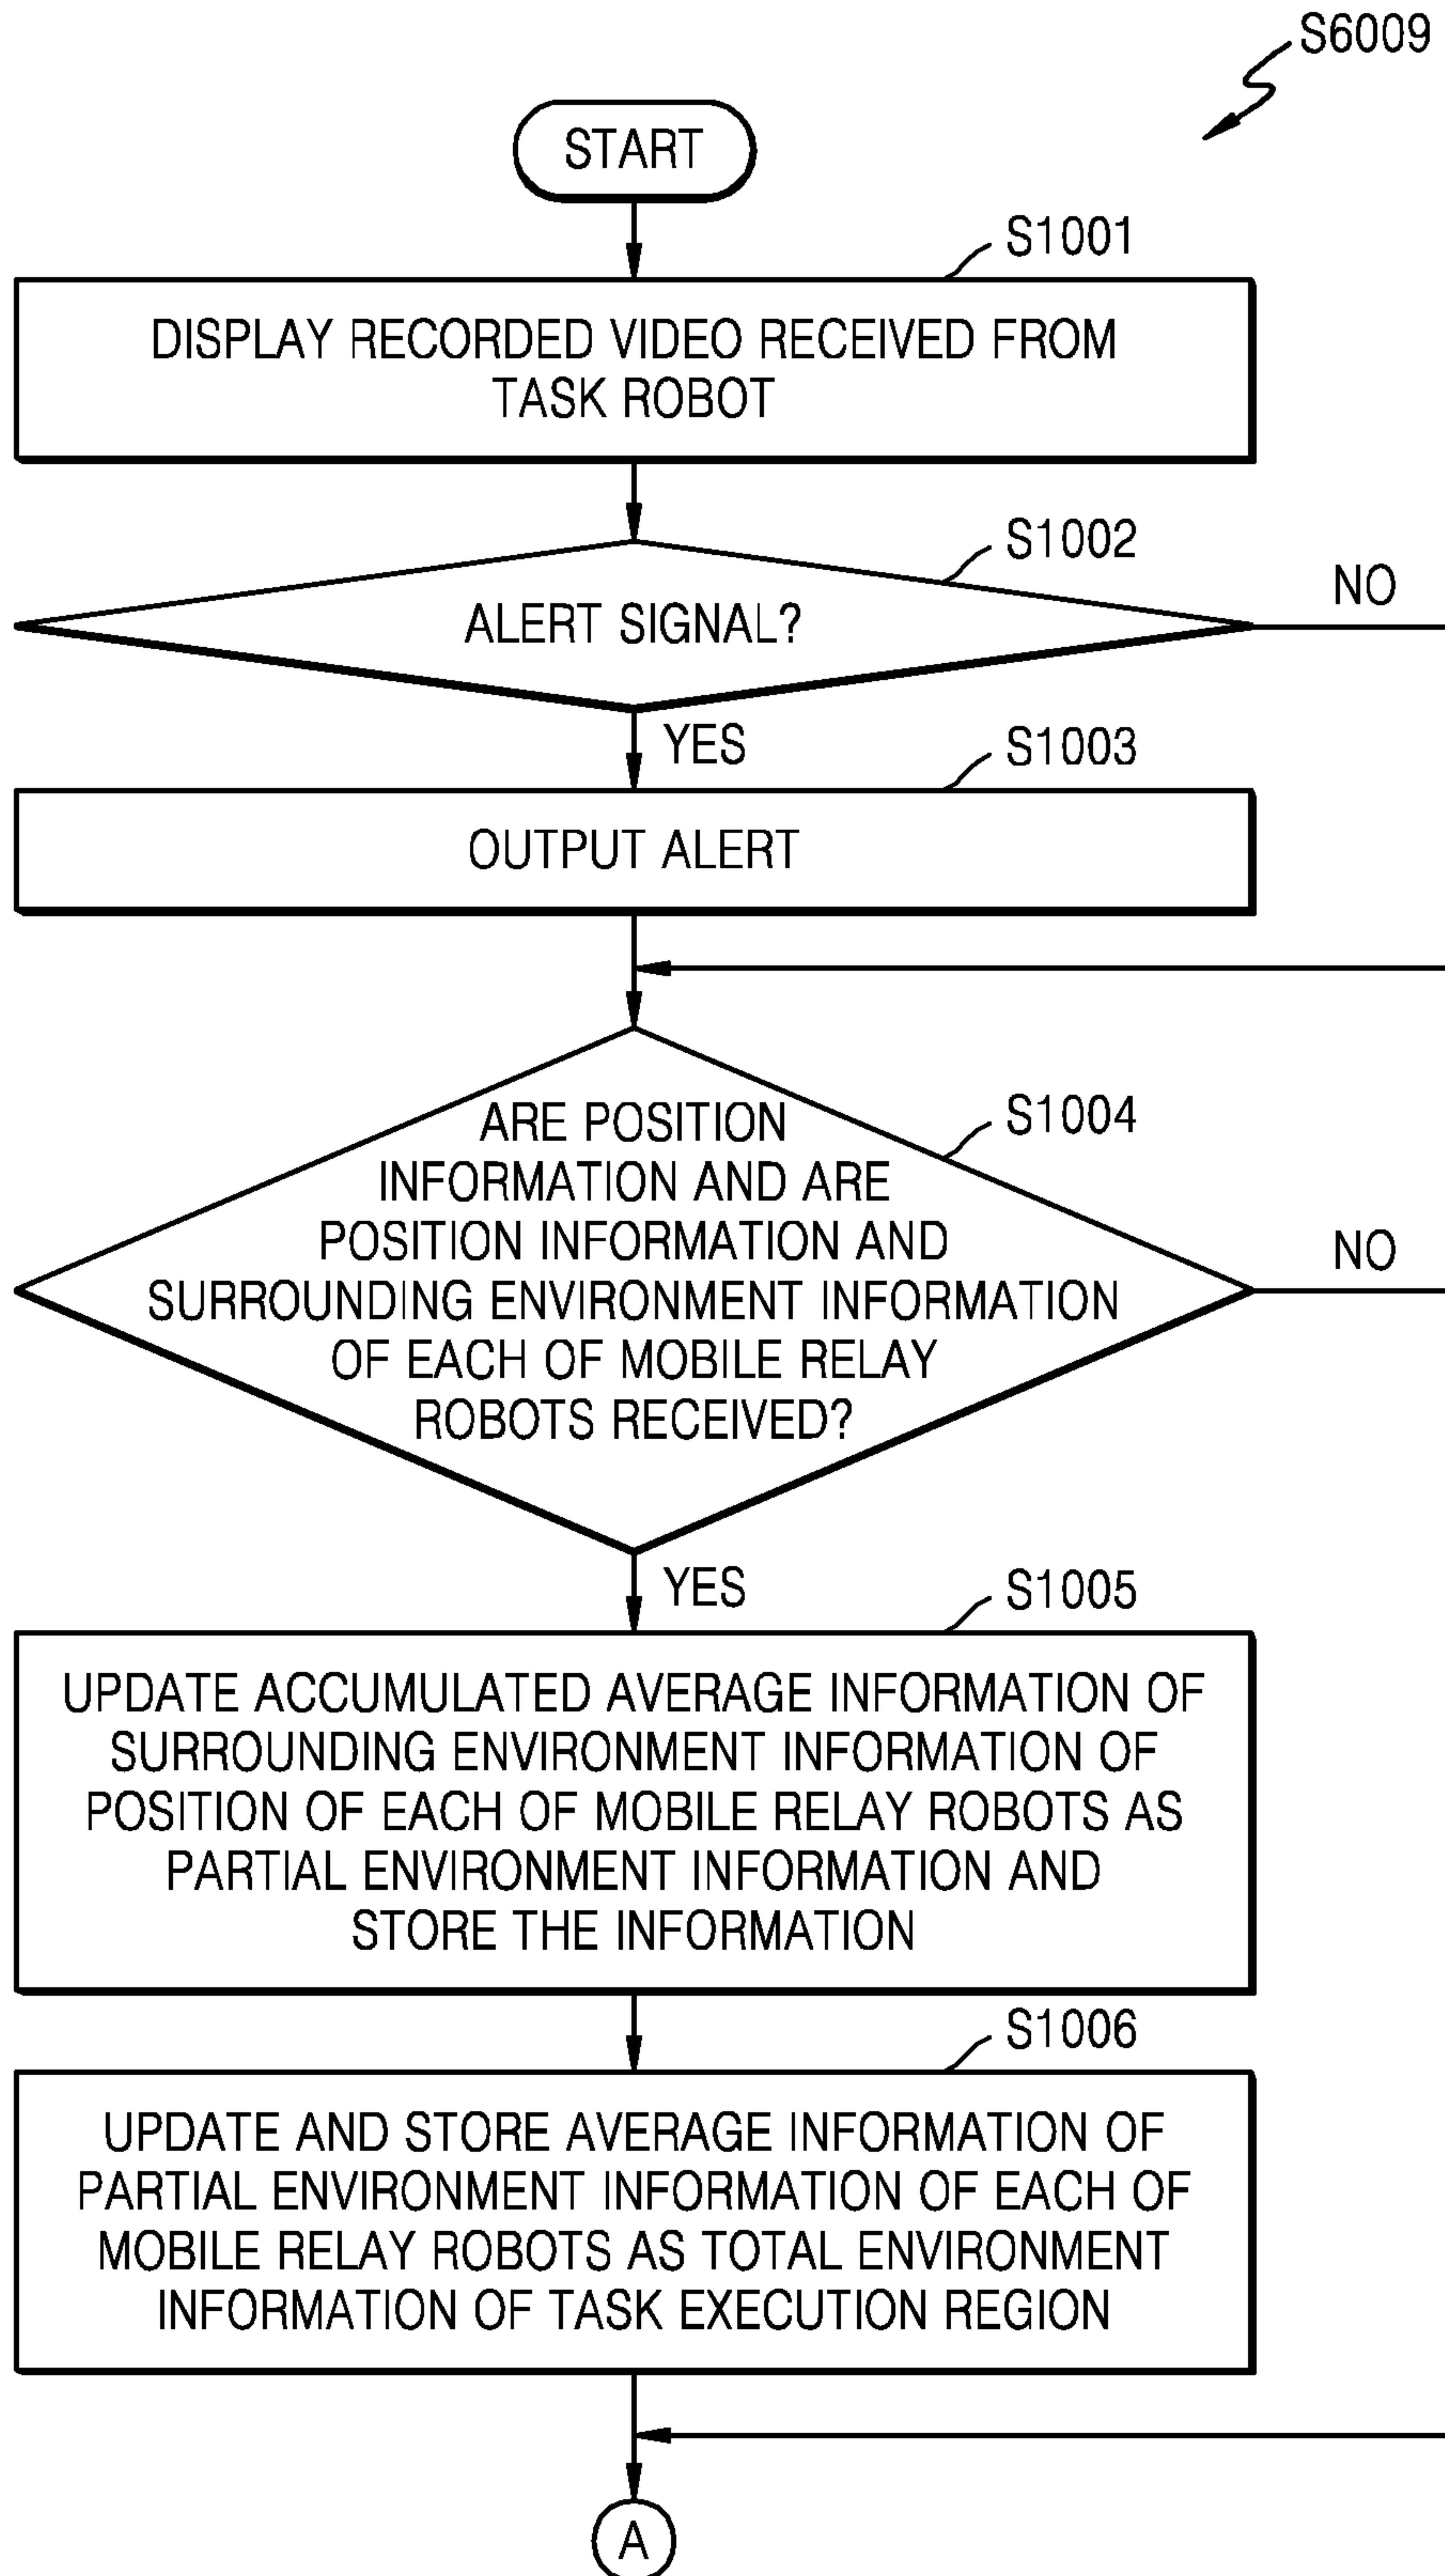 S6009
START
S1001
DISPLAY RECORDED VIDEO RECEIVED FROM
TASK ROBOT
S1002
ALERT SIGNAL?
NO
YES
S1003
OUTPUT ALERT
S1004
ARE POSITION
INFORMATION AND ARE
POSITION INFORMATION AND
SURROUNDING ENVIRONMENT INFORMATION
OF EACH OF MOBILE RELAY
ROBOTS RECEIVED?
NO
YES
S1005
UPDATE ACCUMULATED AVERAGE INFORMATION OF
SURROUNDING ENVIRONMENT INFORMATION OF
POSITION OF EACH OF MOBILE RELAY ROBOTS AS
PARTIAL ENVIRONMENT INFORMATION AND
STORE THE INFORMATION
S1006
UPDATE AND STORE AVERAGE INFORMATION OF
PARTIAL ENVIRONMENT INFORMATION OF EACH OF
MOBILE RELAY ROBOTS AS TOTAL ENVIRONMENT
INFORMATION OF TASK EXECUTION REGION
A